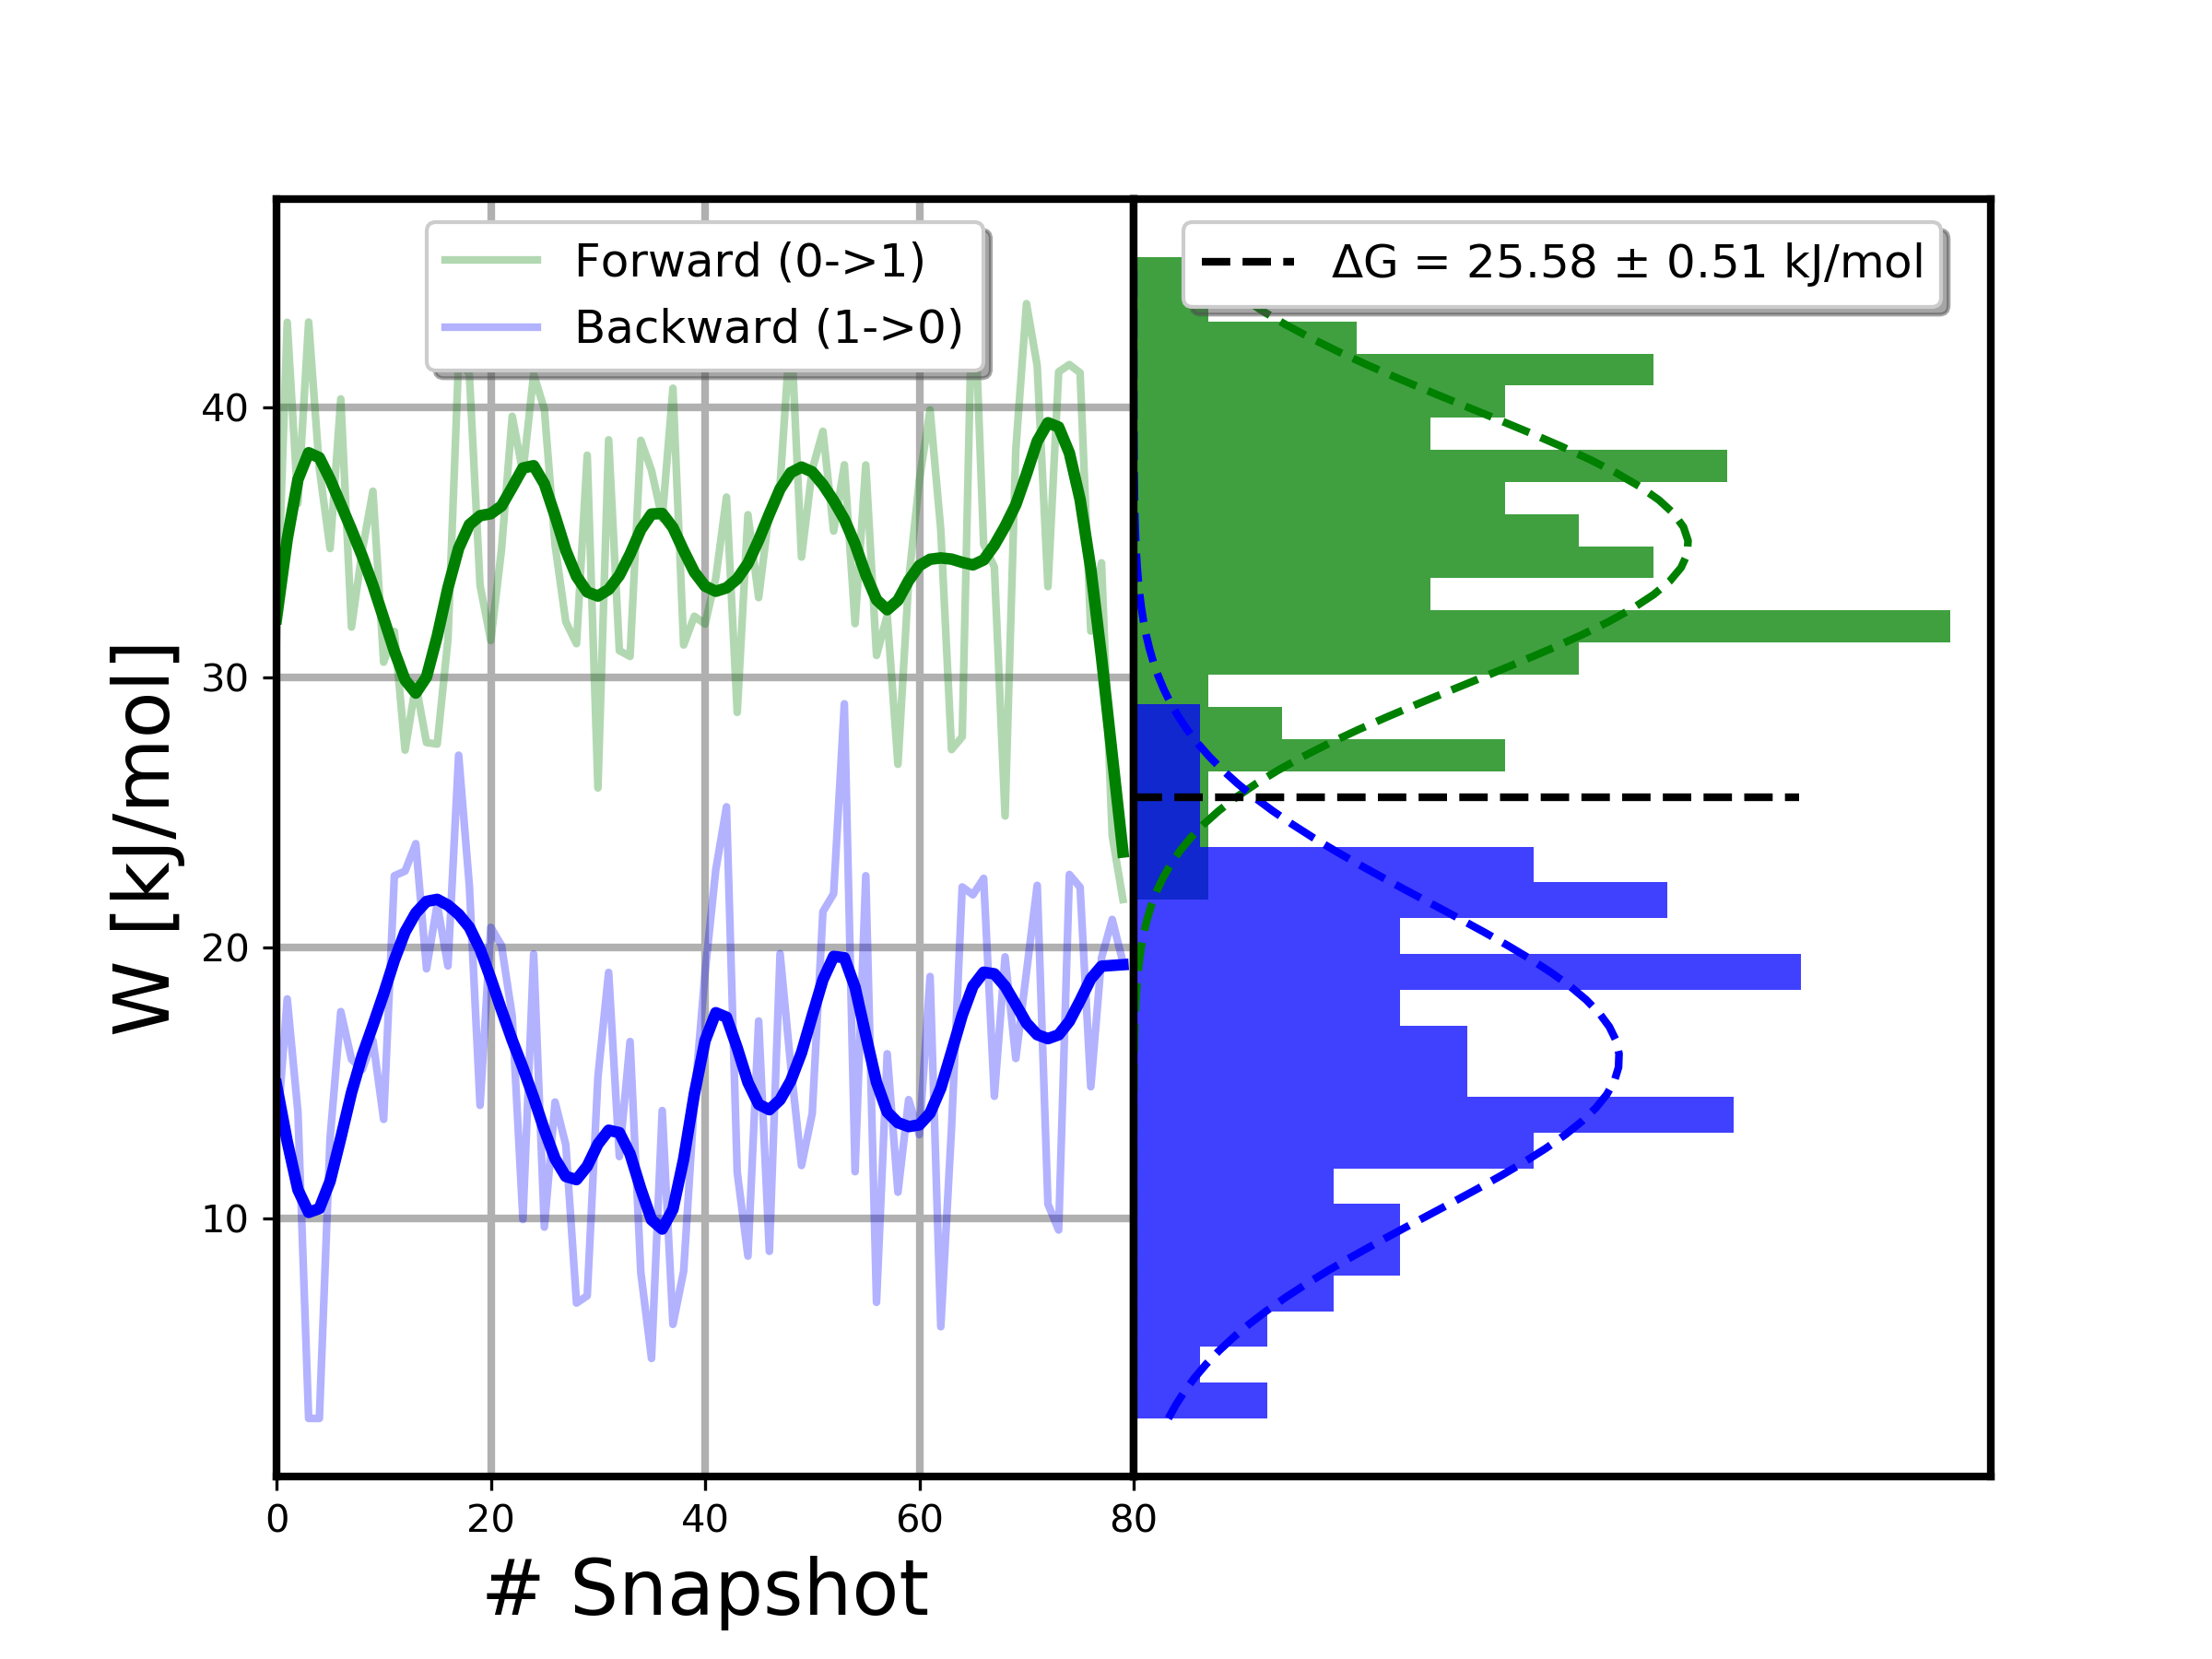 Forward (0->1)
Backward (1->0)
ΔG = 25.58 ± 0.51 kJ/mol
W [kJ/mol]
40
30
20
10
0 20 40 60 80
# Snapshot